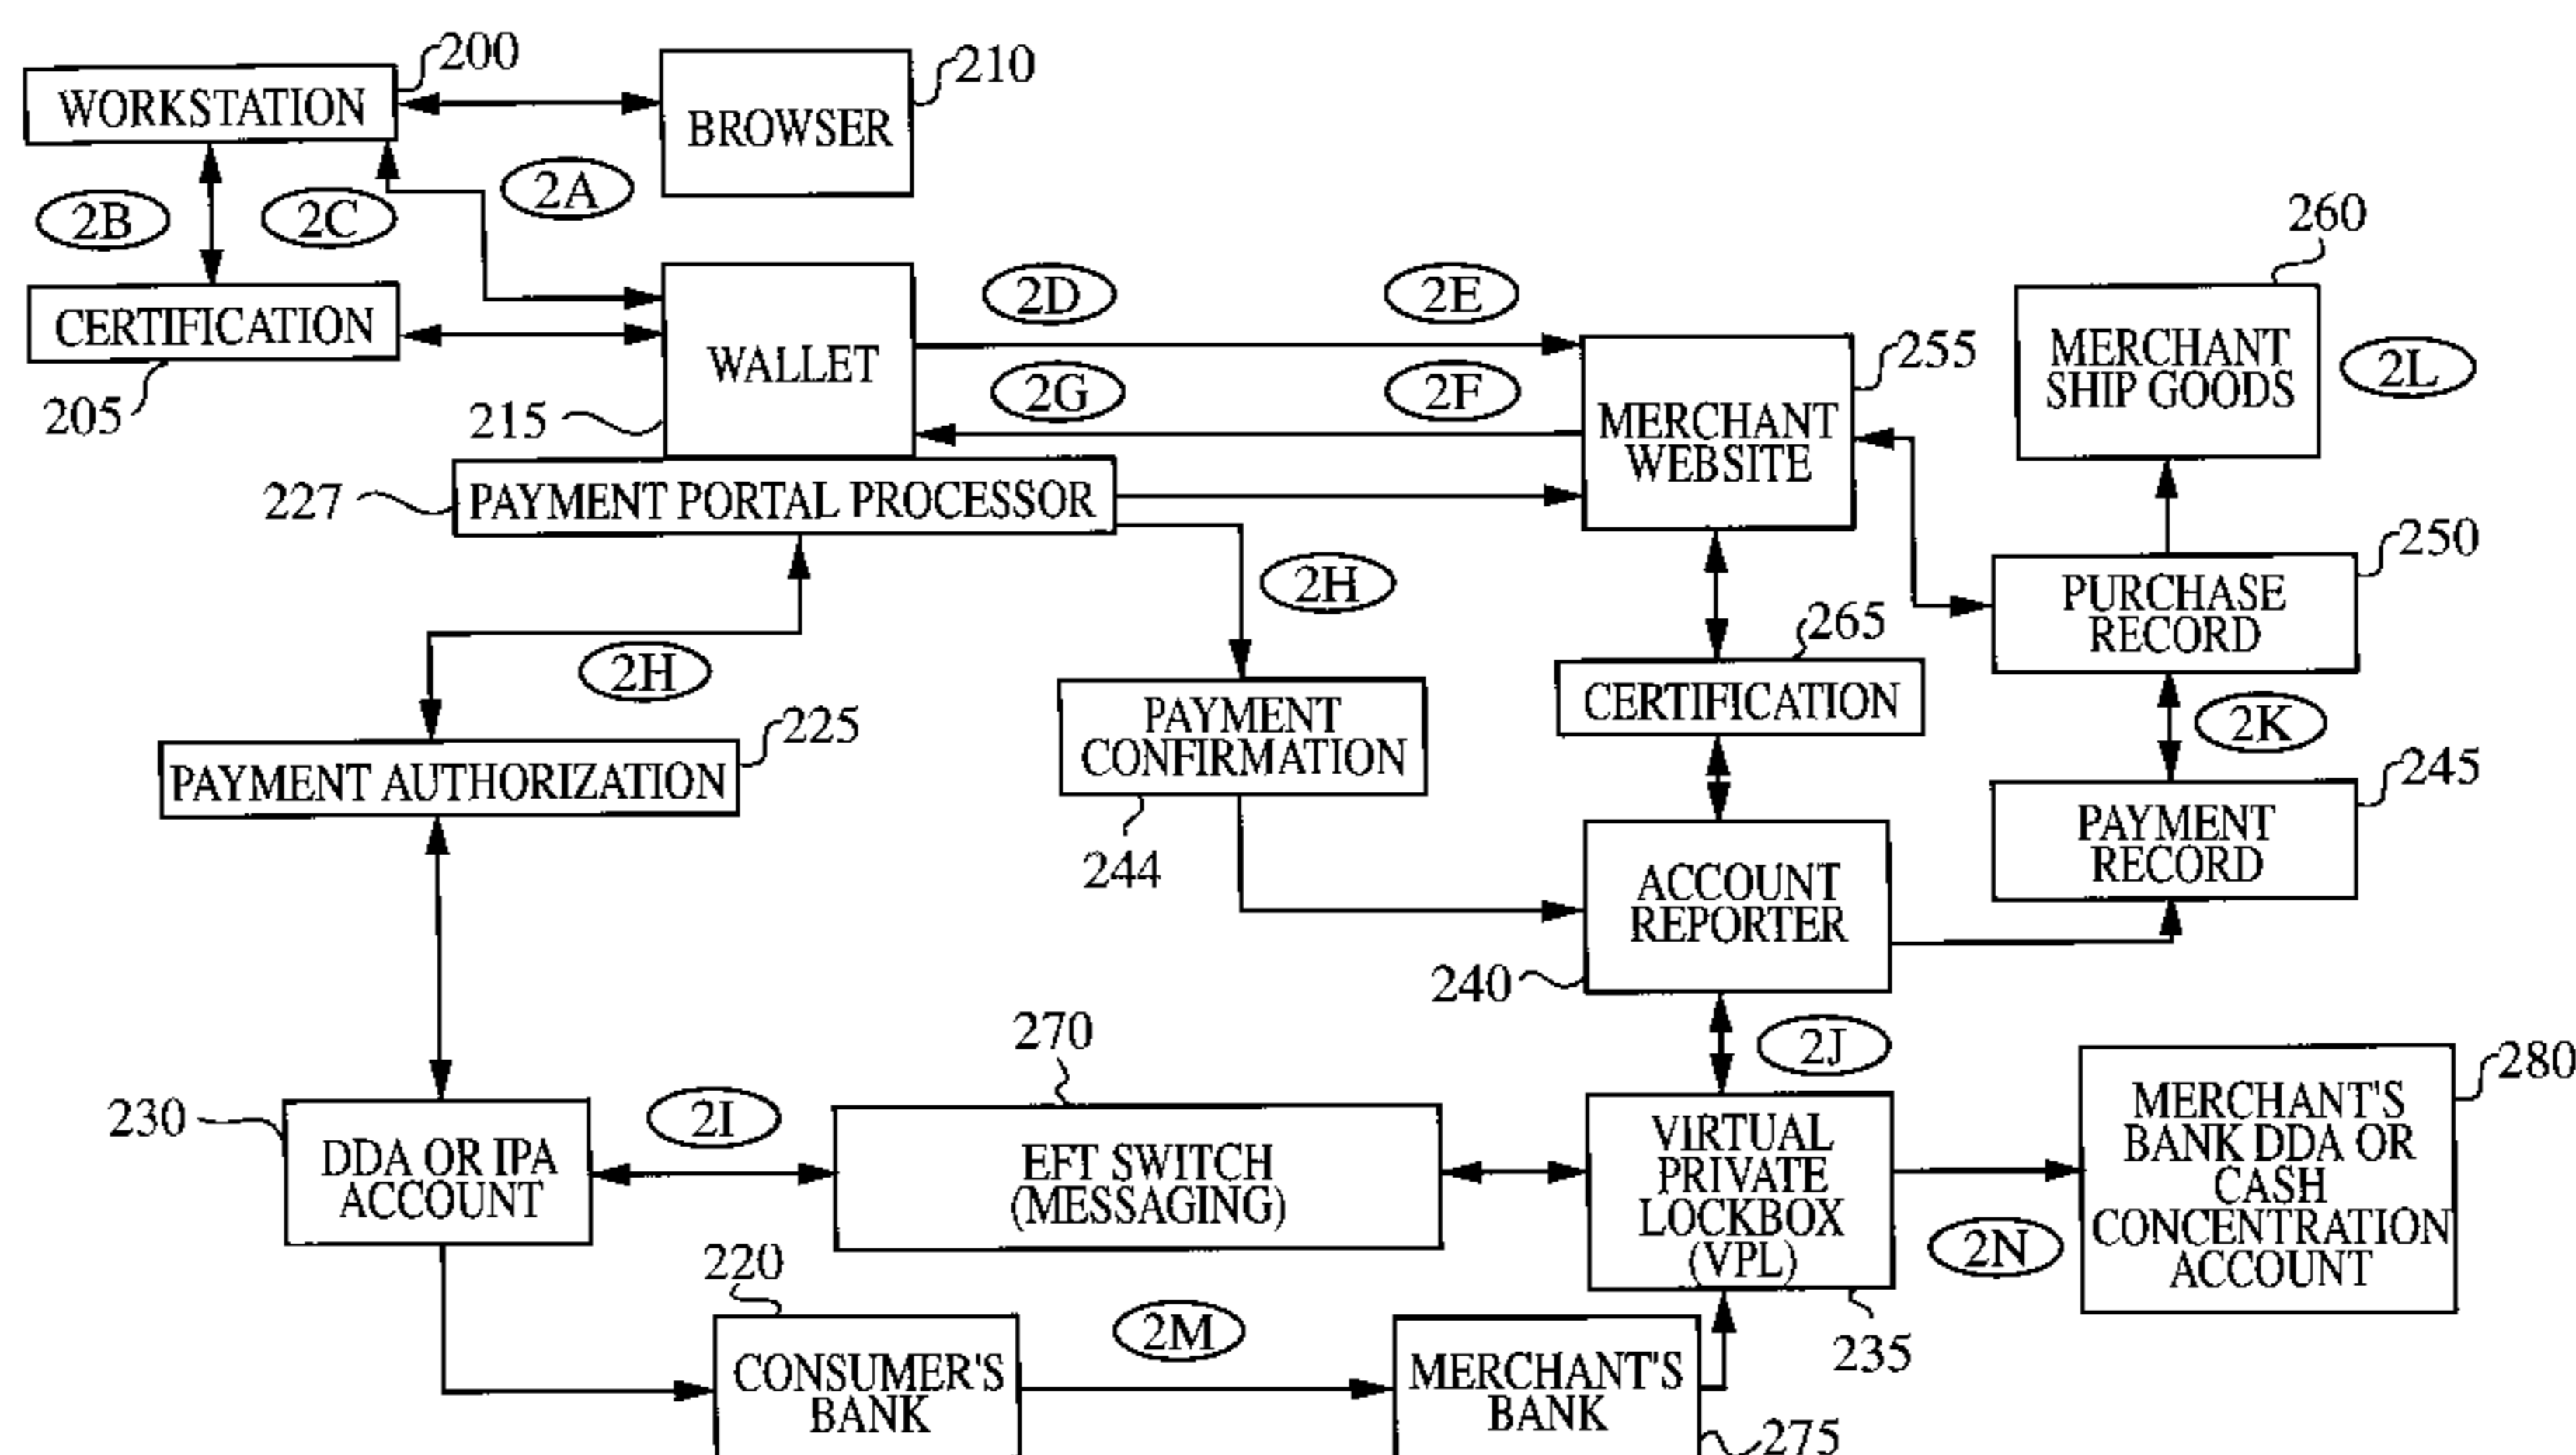 200
WORKSTATION
210
BROWSER
2A
2B
2C
260
CERTIFICATION
205
WALLET
215
2D
2E
2G
2F
255
MERCHANT
WEBSITE
MERCHANT
SHIP GOODS
2L
227
PAYMENT PORTAL PROCESSOR
250
PURCHASE
RECORD
2H
2H
265
CERTIFICATION
2K
225
PAYMENT AUTHORIZATION
PAYMENT
CONFIRMATION
244
245
PAYMENT
RECORD
ACCOUNT
REPORTER
240
270
2J
280
230
DDA OR IPA
ACCOUNT
2I
EFT SWITCH
(MESSAGING)
VIRTUAL
PRIVATE
LOCKBOX
(VPL)
235
2N
MERCHANT'S
BANK DDA OR
CASH
CONCENTRATION
ACCOUNT
220
CONSUMER'S
BANK
2M
MERCHANT'S
BANK
275